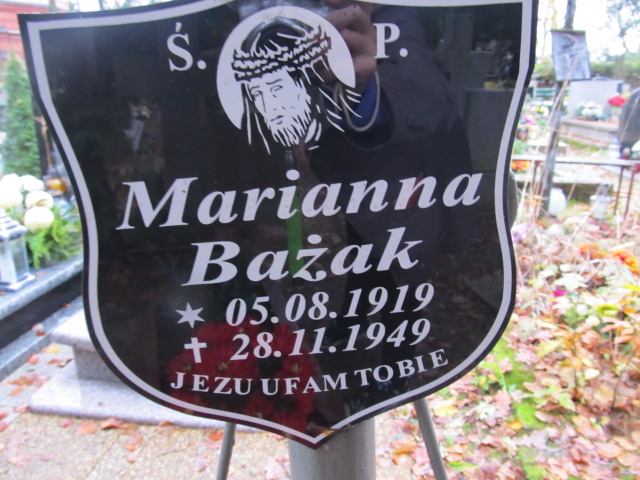 Ś. P.
Marianna
Bażak
* 05.08.1919
✝ 28.11.1949
JEZU UFAM TOBIE